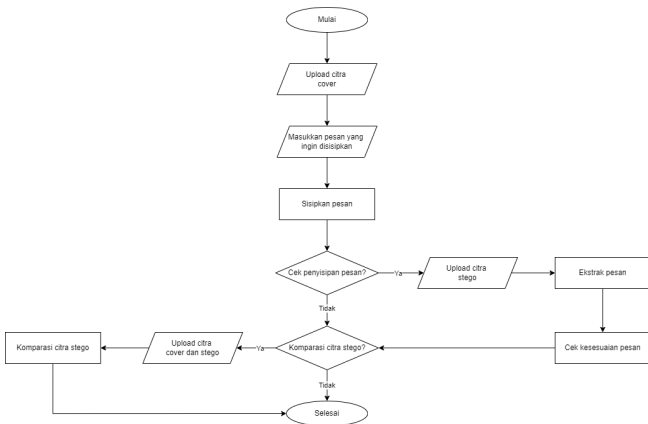 Mulai
Upload citra
cover
Masukkan pesan yang
ingin disisipkan
Sisipkan pesan
Cek penyisipan pesan?
Ya
Upload citra
stego
Ekstrak pesan
Tidak
Komparasi citra stego
Upload citra
cover dan stego
Ya
Komparasi citra stego?
Cek kesesuaian pesan
Tidak
Selesai